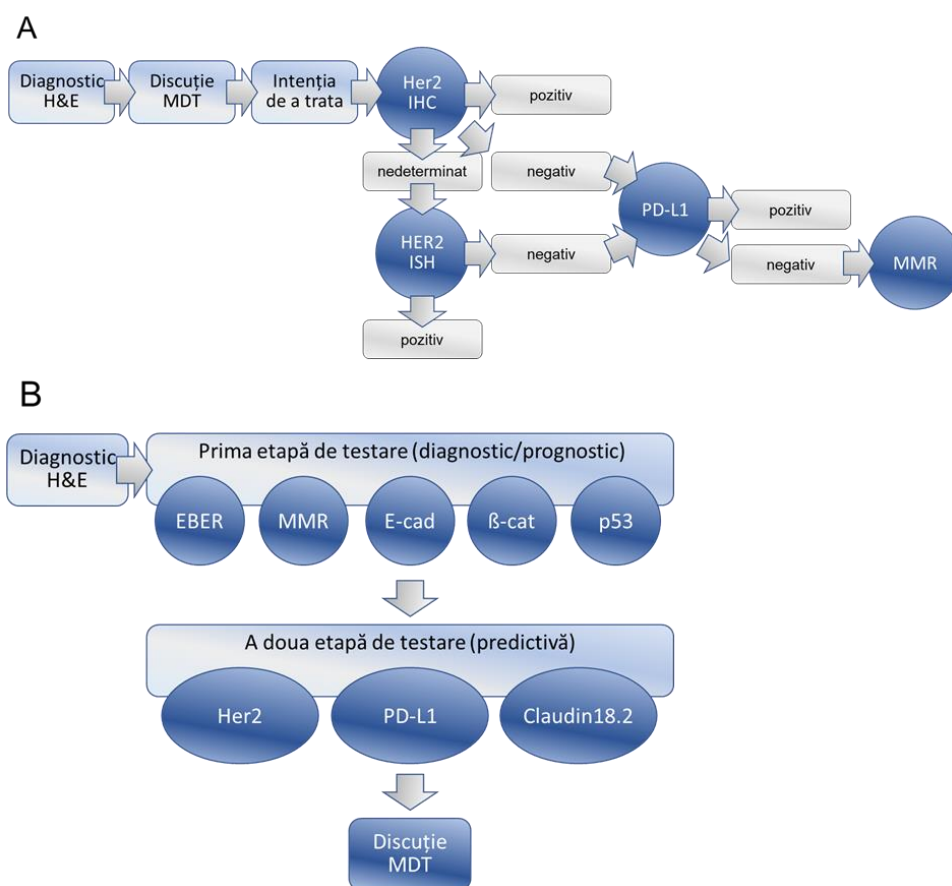 A
Diagnostic
H&E
Discuție
MDT
Intenția
de a trata
Her2
IHC
pozitiv
nedeterminat
negativ
PD-L1
pozitiv
HER2
ISH
negativ
negativ
MMR
pozitiv
B
Diagnostic
H&E
Prima etapă de testare (diagnostic/prognostic)
EBER
MMR
E-cad
ß-cat
p53
A doua etapă de testare (predictivă)
Her2
PD-L1
Claudin18.2
Discuție
MDT